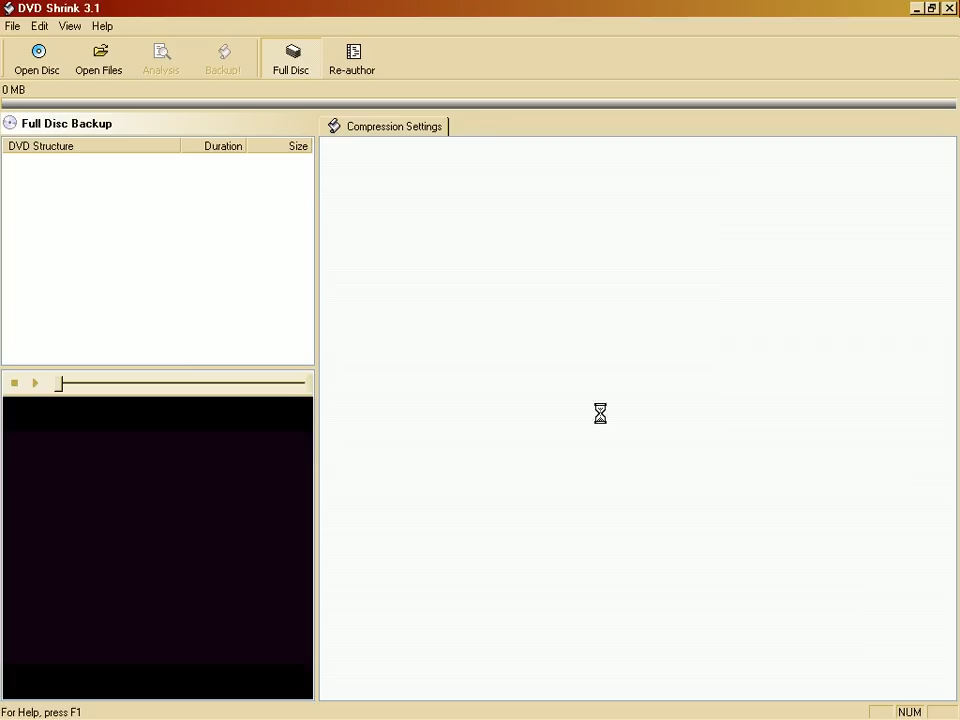 DVD Shrink 3.1
File Edit View Help
Open Disc Open Files Analysis Backup! Full Disc Re-author
0 MB
Full Disc Backup
Compression Settings
DVD Structure Duration Size
For Help, press F1
NUM